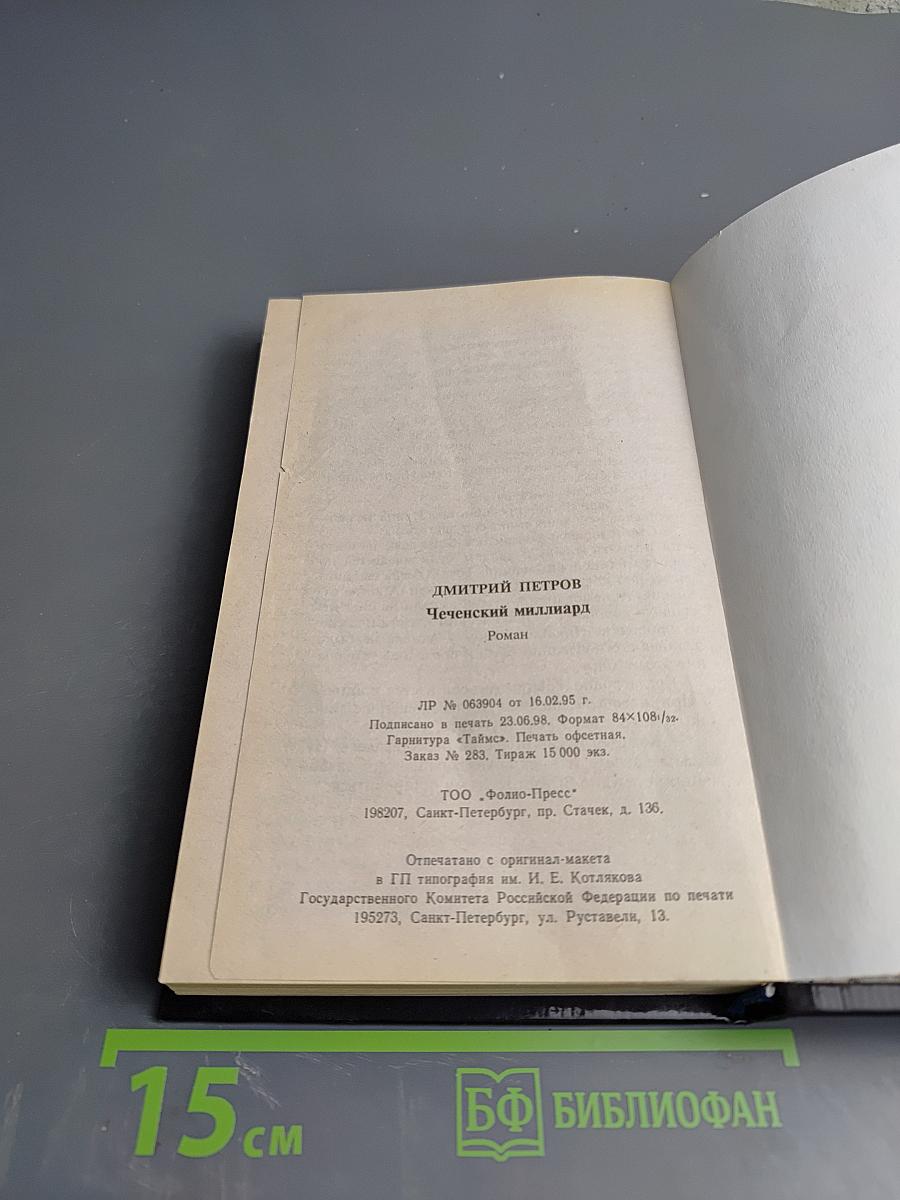 ДМИТРИЙ ПЕТРОВ
Чеченский миллиард
Роман
ЛР № 063904 от 16.02.95 г.
Подписано в печать 23.06.98. Формат 84×108¹/₃₂.
Гарнитура «Таймс». Печать офсетная.
Заказ № 283. Тираж 15 000 экз.
ТОО „Фолио-Пресс"
198207, Санкт-Петербург, пр. Стачек, д. 136.
Отпечатано с оригинал-макета
в ГП типография им. И. Е. Котлякова
Государственного Комитета Российской Федерации по печати
195273, Санкт-Петербург, ул. Руставели, 13.
15 см
БФ БИБЛИОФАН